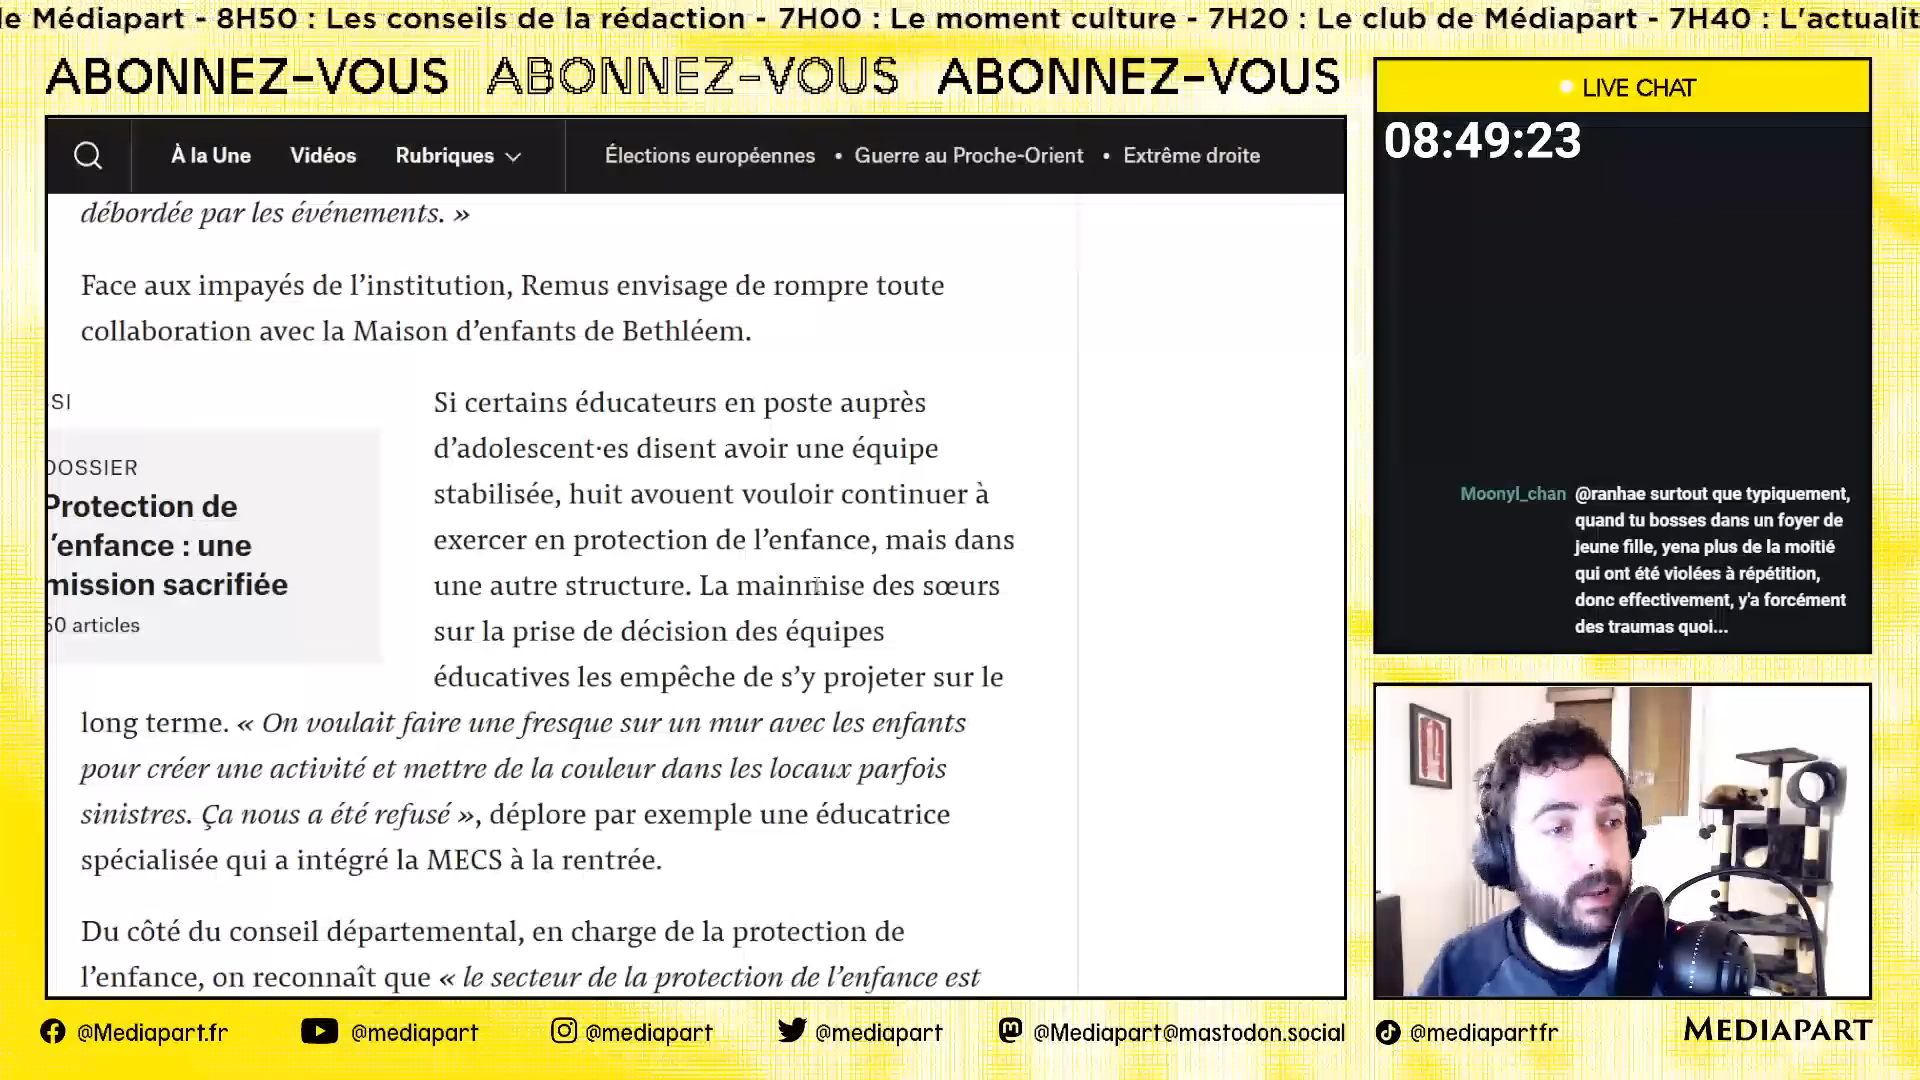 le Médiapart - 8H50 : Les conseils de la rédaction - 7H00 : Le moment culture - 7H20 : Le club de Médiapart - 7H40 : L'actualit
ABONNEZ-VOUS ABONNEZ-VOUS ABONNEZ-VOUS
À la Une Vidéos Rubriques Élections européennes • Guerre au Proche-Orient • Extrême droite
débordée par les événements. »
Face aux impayés de l’institution, Remus envisage de rompre toute
collaboration avec la Maison d’enfants de Bethléem.
SI
DOSSIER
Protection de
l’enfance : une
mission sacrifiée
50 articles
Si certains éducateurs en poste auprès
d’adolescent·es disent avoir une équipe
stabilisée, huit avouent vouloir continuer à
exercer en protection de l’enfance, mais dans
une autre structure. La mainmise des sœurs
sur la prise de décision des équipes
éducatives les empêche de s’y projeter sur le
long terme. « On voulait faire une fresque sur un mur avec les enfants
pour créer une activité et mettre de la couleur dans les locaux parfois
sinistres. Ça nous a été refusé », déplore par exemple une éducatrice
spécialisée qui a intégré la MECS à la rentrée.
Du côté du conseil départemental, en charge de la protection de
l’enfance, on reconnaît que « le secteur de la protection de l’enfance est
LIVE CHAT
08:49:23
Moonyl_chan @ranhae surtout que typiquement,
quand tu bosses dans un foyer de
jeune fille, yena plus de la moitié
qui ont été violées à répétition,
donc effectivement, y'a forcément
des traumas quoi...
@Mediapart.fr @mediapart @mediapart @mediapart @Mediapart@mastodon.social @mediapartfr MEDIAPART